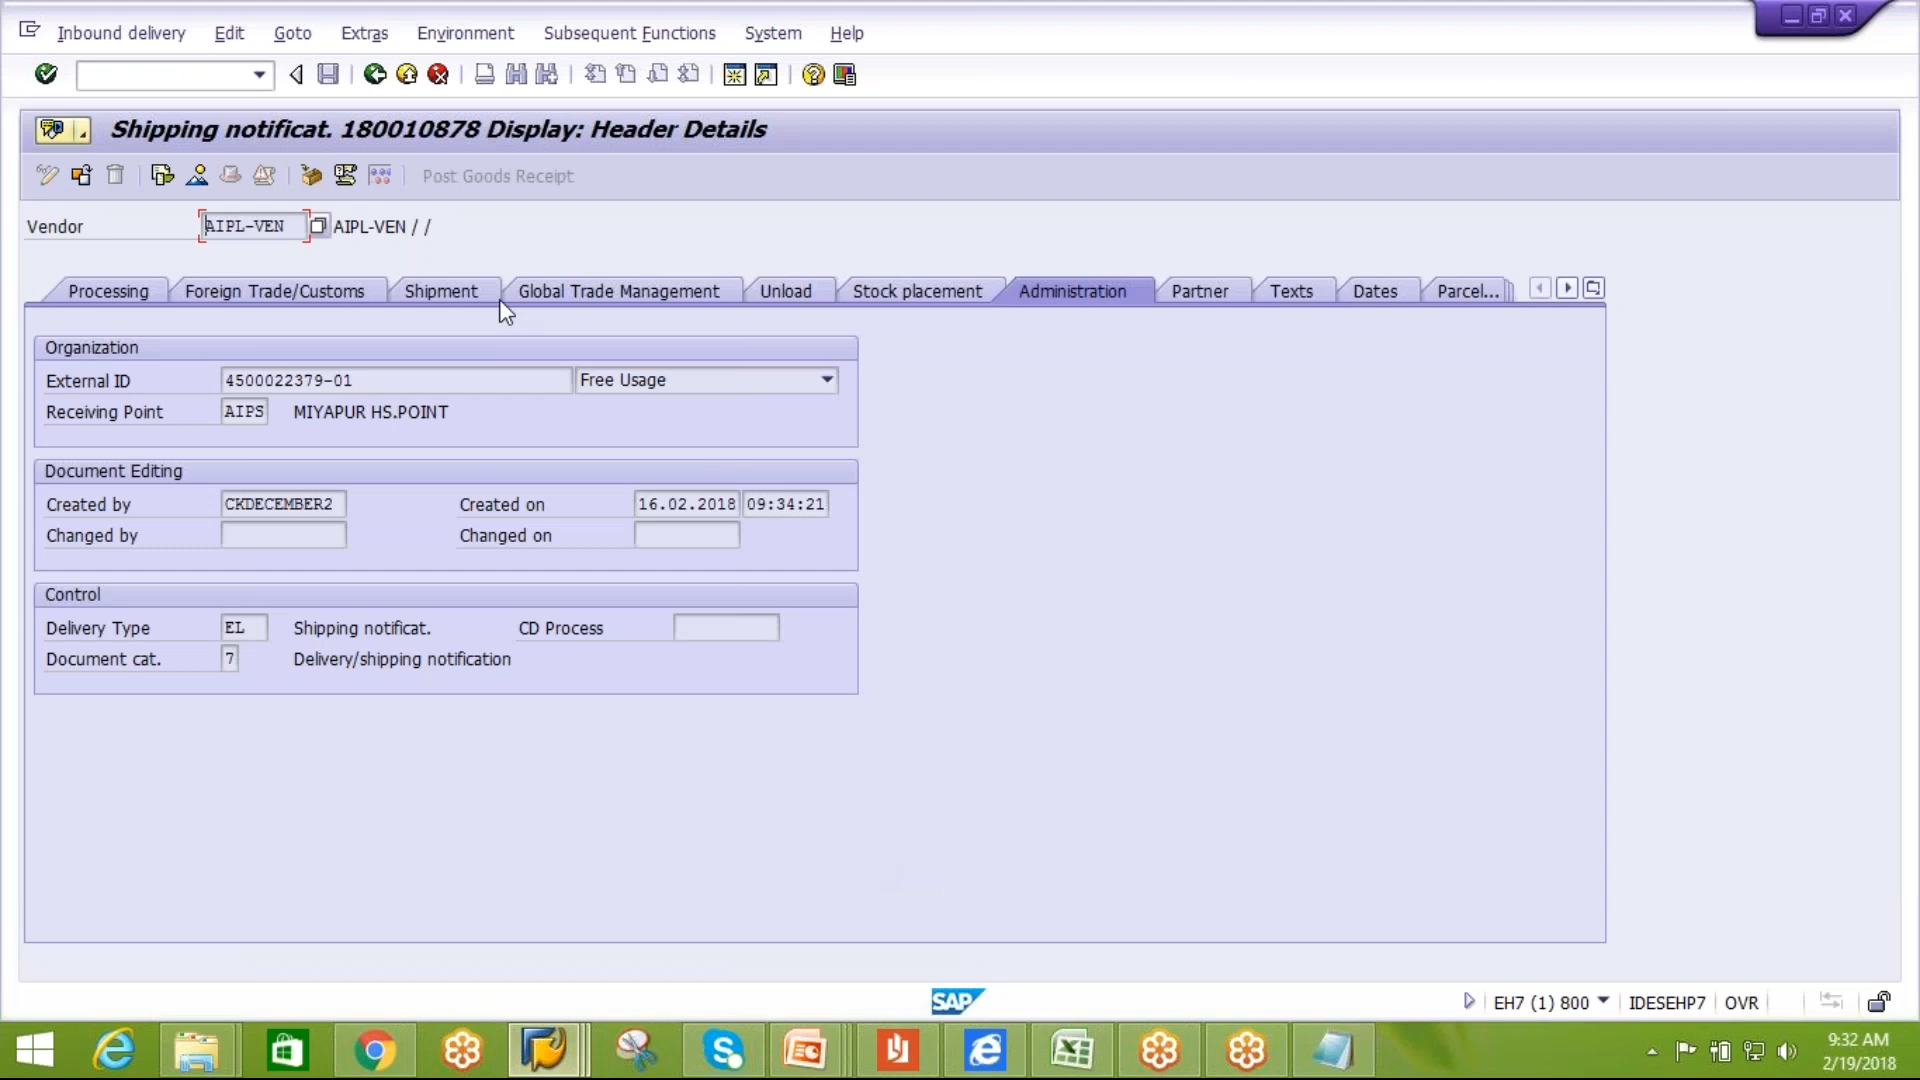 Inbound delivery Edit Goto Extras Environment Subsequent Functions System Help
Shipping notificat. 180010878 Display: Header Details
Post Goods Receipt
Vendor AIPL-VEN AIPL-VEN / /
Processing Foreign Trade/Customs Shipment Global Trade Management Unload Stock placement Administration Partner Texts Dates Parcel...
Organization
External ID 4500022379-01 Free Usage
Receiving Point AIPS MIYAPUR HS.POINT
Document Editing
Created by CKDECEMBER2 Created on 16.02.2018 09:34:21
Changed by Changed on
Control
Delivery Type EL Shipping notificat. CD Process
Document cat. 7 Delivery/shipping notification
SAP EH7 (1) 800 IDESEHP7 OVR
9:32 AM
2/19/2018